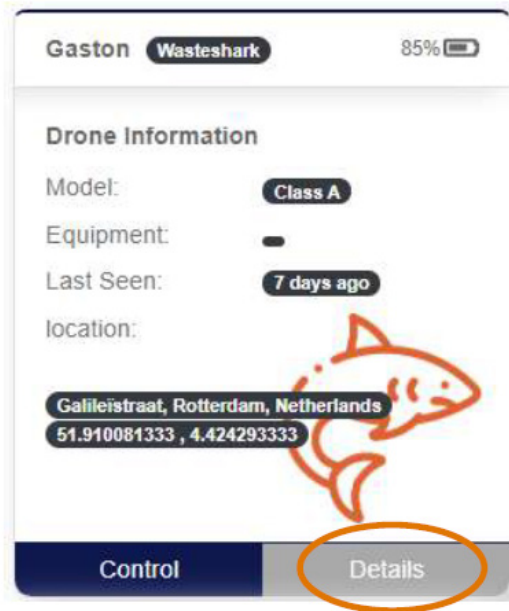 Gaston Wasteshark 85%
Drone Information
Model: Class A
Equipment:
Last Seen: 7 days ago
location:
Galileïstraat, Rotterdam, Netherlands
51.910081333 , 4.424293333
Control Details